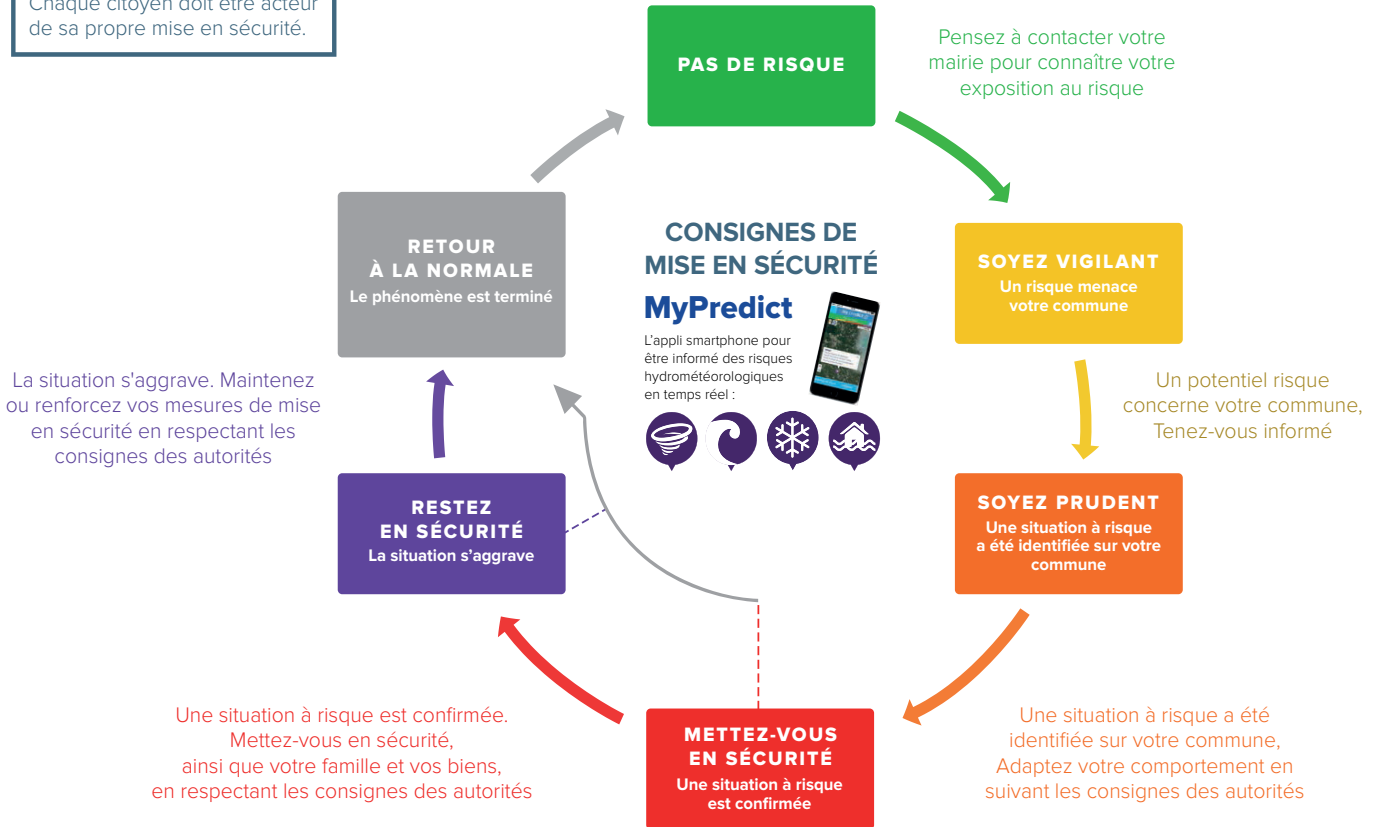 Chaque citoyen doit être acteur
de sa propre mise en sécurité.
PAS DE RISQUE
Pensez à contacter votre
mairie pour connaître votre
exposition au risque
SOYEZ VIGILANT
Un risque menace
votre commune
Un potentiel risque
concerne votre commune,
Tenez-vous informé
SOYEZ PRUDENT
Une situation à risque
a été identifiée sur votre
commune
Une situation à risque a été
identifiée sur votre commune,
Adaptez votre comportement en
suivant les consignes des autorités
METTEZ-VOUS
EN SÉCURITÉ
Une situation à risque
est confirmée
Une situation à risque est confirmée.
Mettez-vous en sécurité,
ainsi que votre famille et vos biens,
en respectant les consignes des autorités
RESTEZ
EN SÉCURITÉ
La situation s’aggrave
La situation s'aggrave. Maintenez
ou renforcez vos mesures de mise
en sécurité en respectant les
consignes des autorités
RETOUR
À LA NORMALE
Le phénomène est terminé
CONSIGNES DE
MISE EN SÉCURITÉ
MyPredict
L'appli smartphone pour
être informé des risques
hydrométéorologiques
en temps réel :